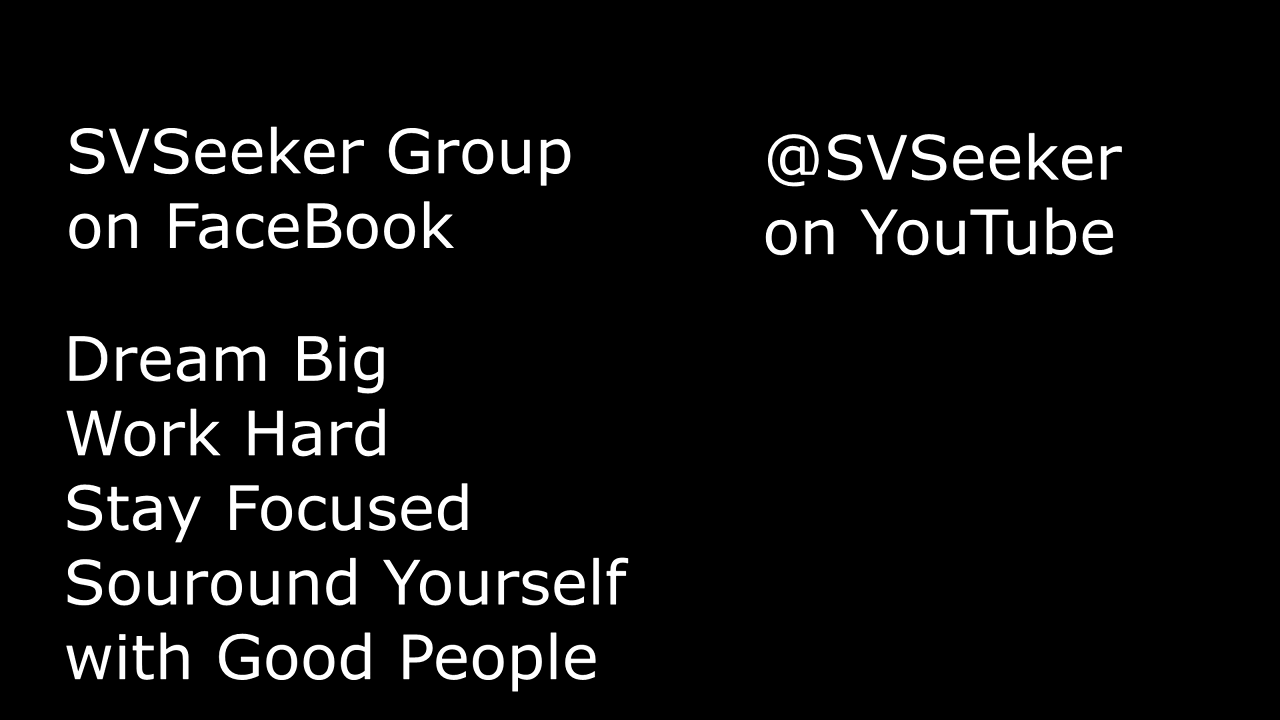 SVSeeker Group
on FaceBook
@SVSeeker
on YouTube
Dream Big
Work Hard
Stay Focused
Souround Yourself
with Good People